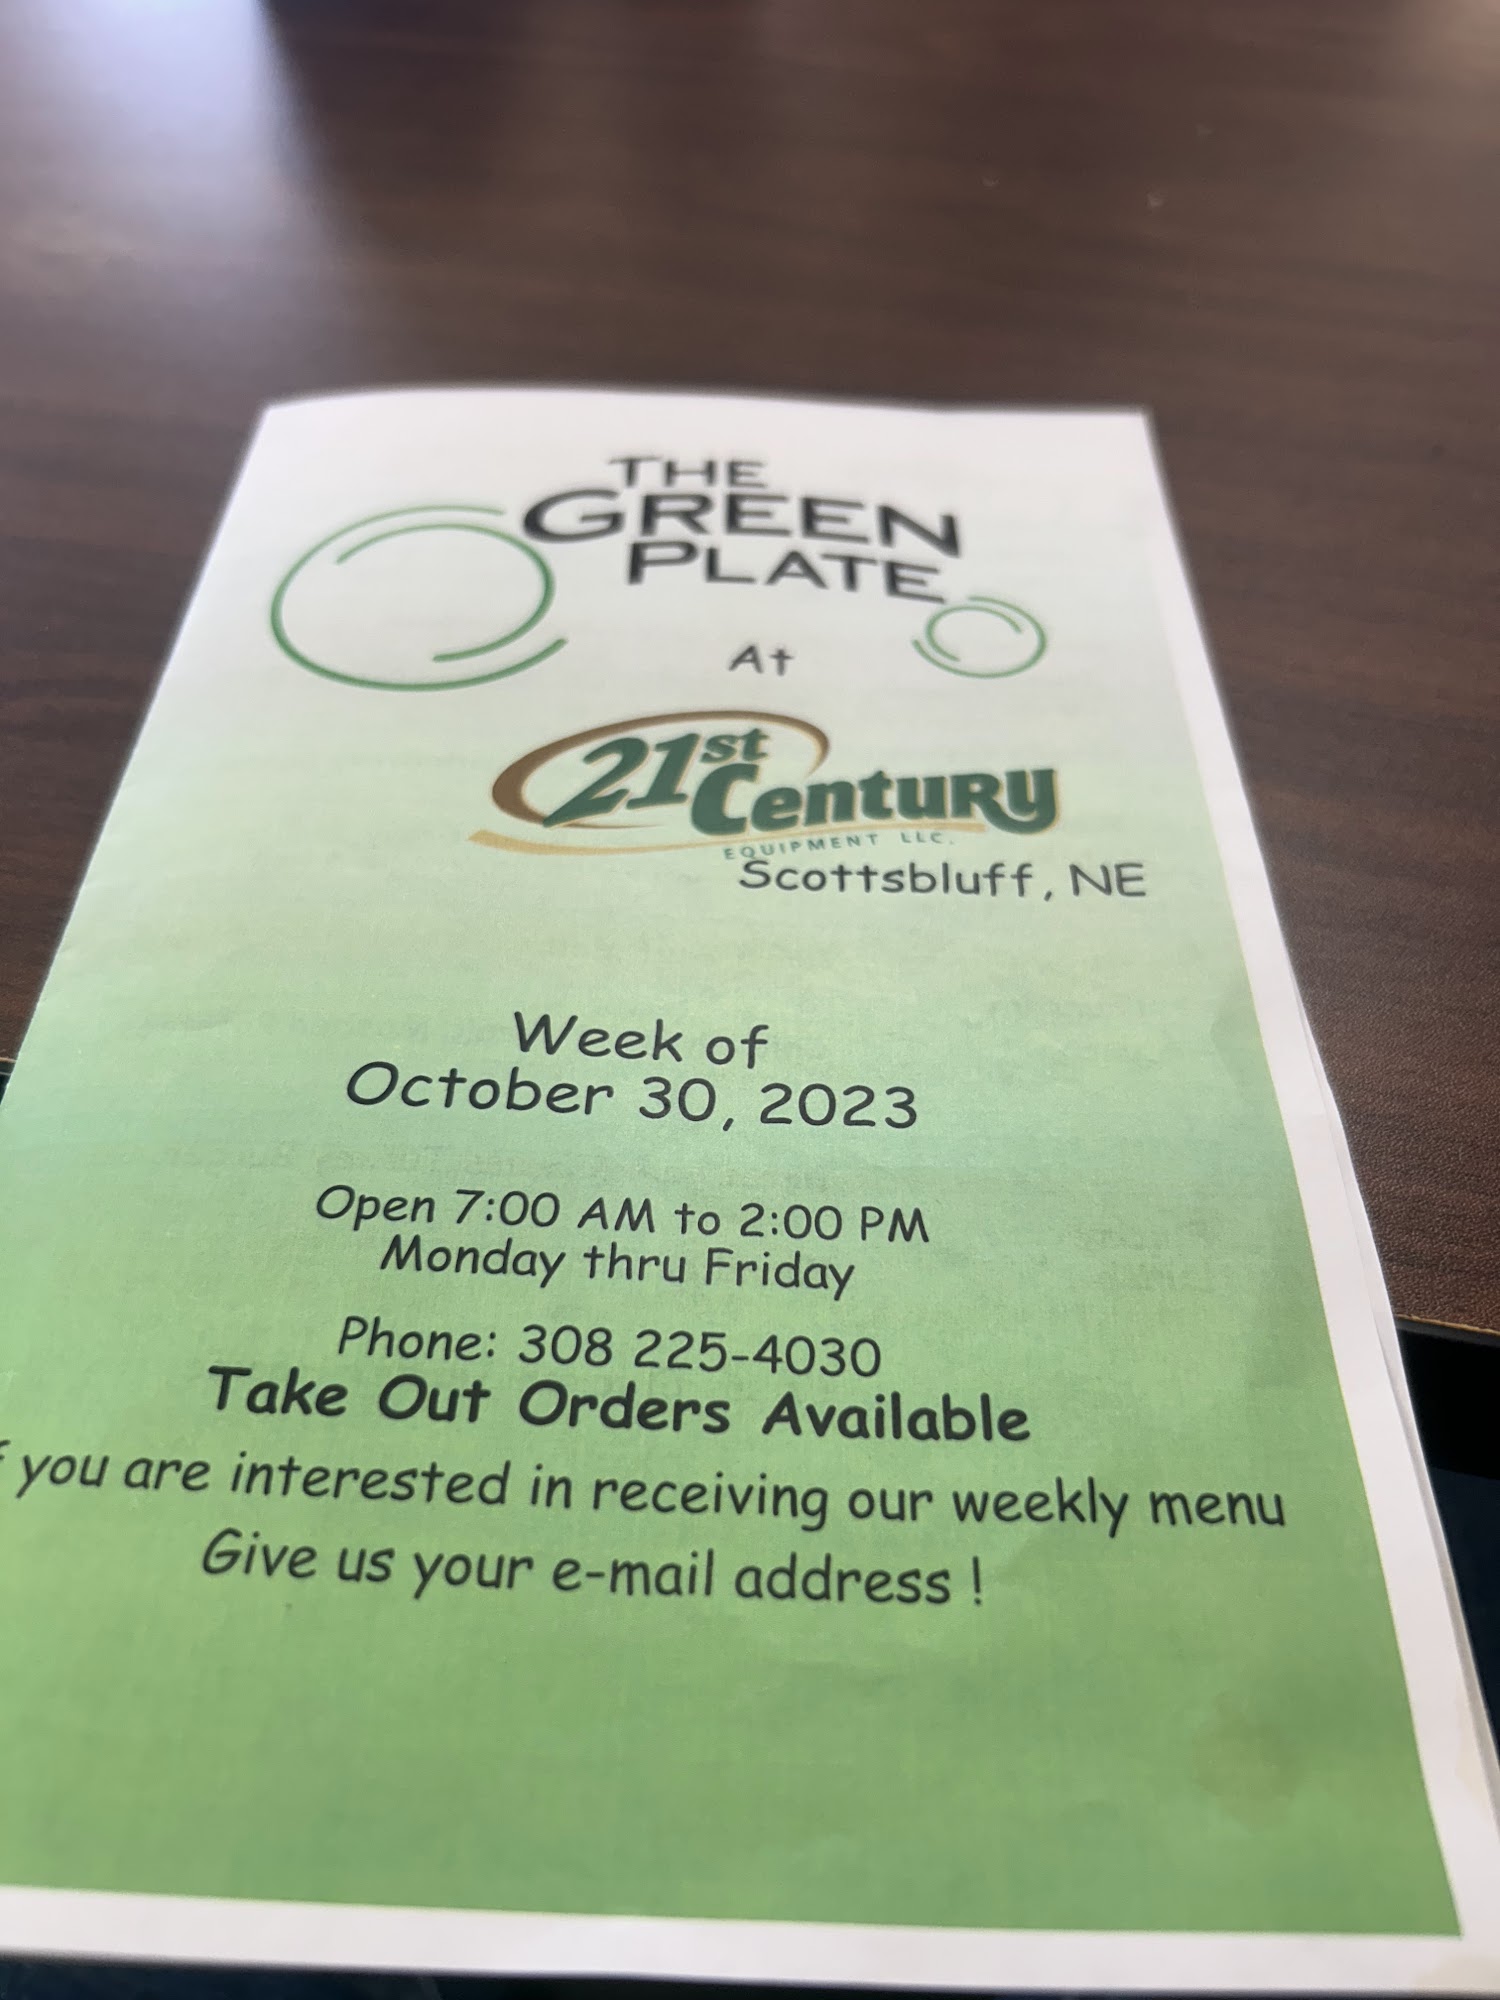 THE
GREEN
PLATE
At
21st
Century
EQUIPMENT LLC.
Scottsbluff, NE
Week of
October 30, 2023
Open 7:00 AM to 2:00 PM
Monday thru Friday
Phone: 308 225-4030
Take Out Orders Available
f you are interested in receiving our weekly menu
Give us your e-mail address !